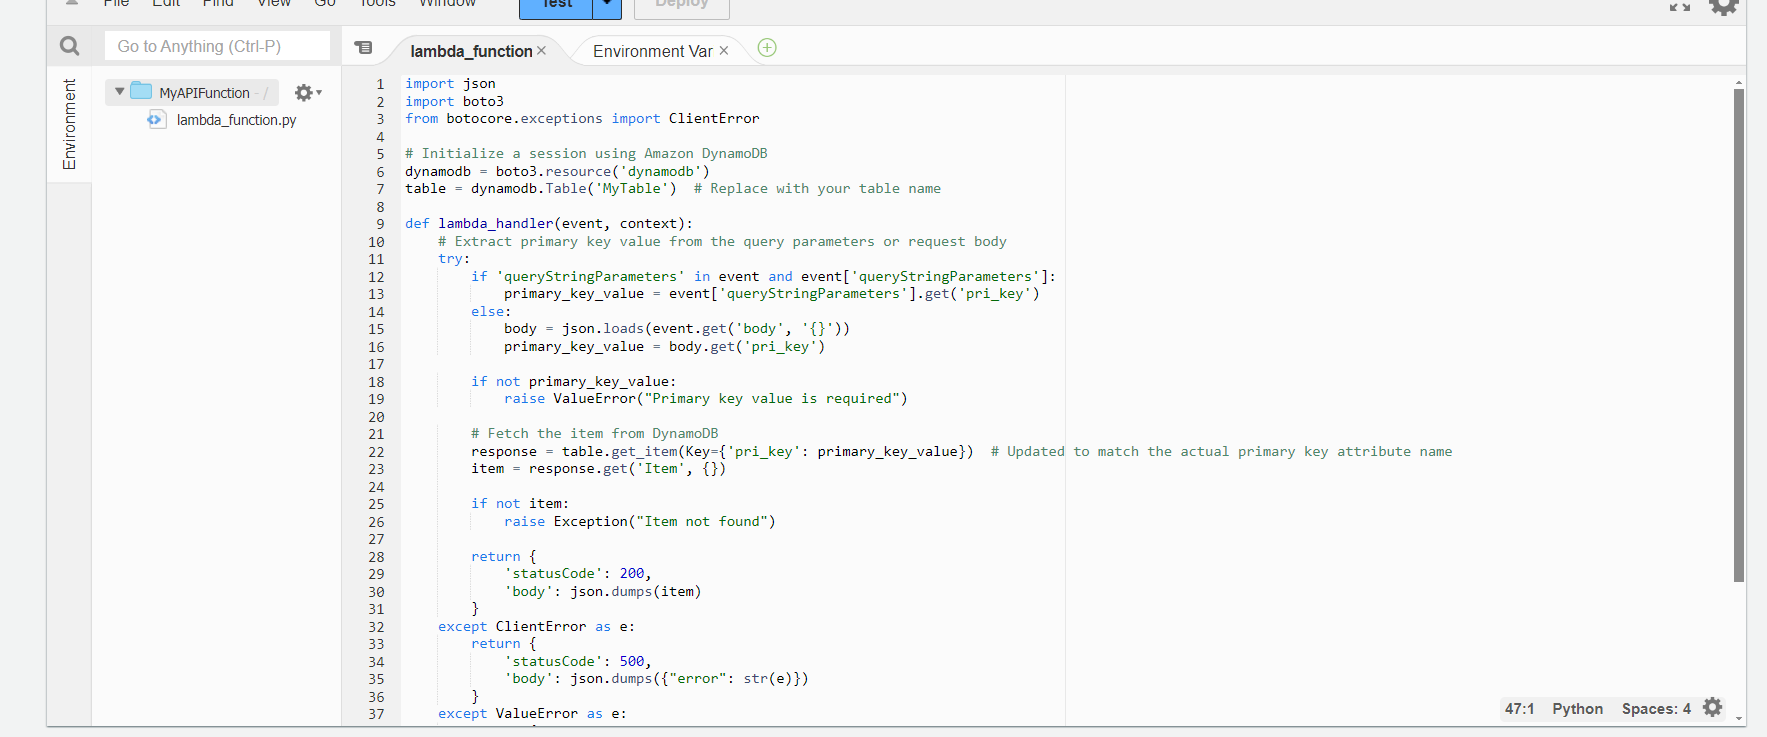 File Edit Find View Go Tools Window Test Deploy
Go to Anything (Ctrl-P)
lambda_function × Environment Var ×
Environment
MyAPIFunction - /
lambda_function.py
1 import json
2 import boto3
3 from botocore.exceptions import ClientError
4
5 # Initialize a session using Amazon DynamoDB
6 dynamodb = boto3.resource('dynamodb')
7 table = dynamodb.Table('MyTable')  # Replace with your table name
8
9 def lambda_handler(event, context):
10     # Extract primary key value from the query parameters or request body
11     try:
12         if 'queryStringParameters' in event and event['queryStringParameters']:
13             primary_key_value = event['queryStringParameters'].get('pri_key')
14         else:
15             body = json.loads(event.get('body', '{}'))
16             primary_key_value = body.get('pri_key')
17
18         if not primary_key_value:
19             raise ValueError("Primary key value is required")
20
21         # Fetch the item from DynamoDB
22         response = table.get_item(Key={'pri_key': primary_key_value})  # Updated to match the actual primary key attribute name
23         item = response.get('Item', {})
24
25         if not item:
26             raise Exception("Item not found")
27
28         return {
29             'statusCode': 200,
30             'body': json.dumps(item)
31         }
32     except ClientError as e:
33         return {
34             'statusCode': 500,
35             'body': json.dumps({"error": str(e)})
36         }
37     except ValueError as e:
47:1 Python Spaces: 4